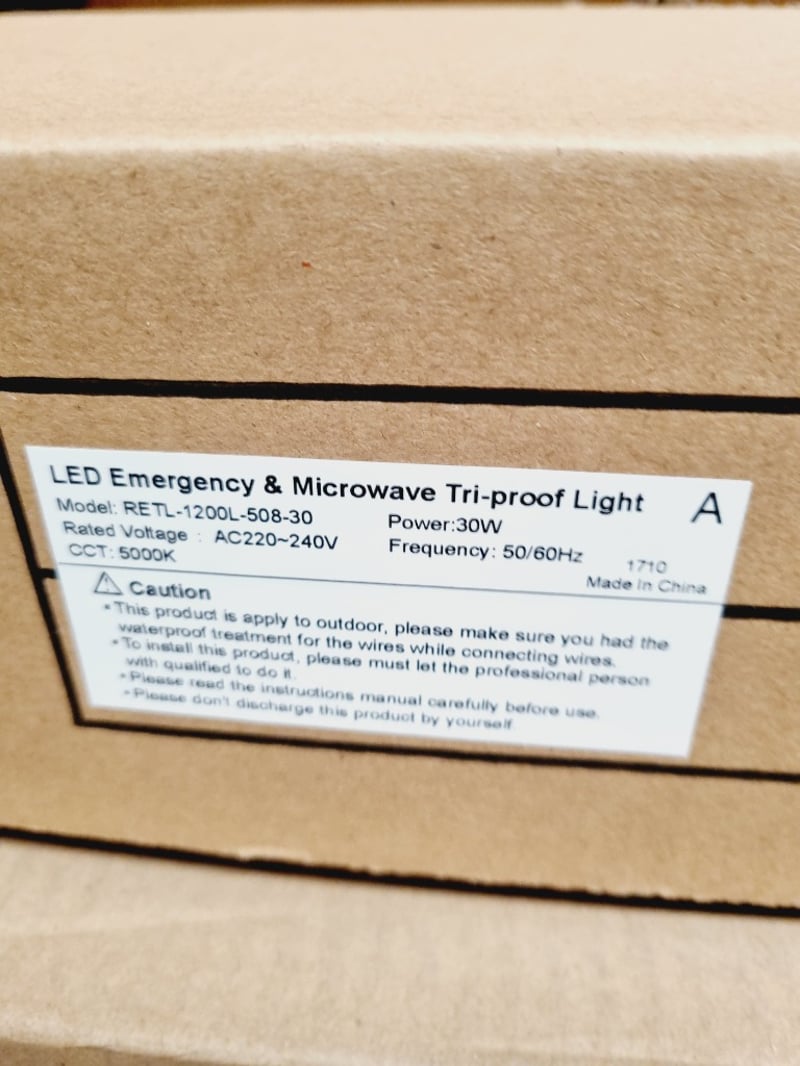 LED Emergency & Microwave Tri-proof Light A
Model: RETL-1200L-508-30 Power:30W
Rated Voltage : AC220~240V Frequency: 50/60Hz
CCT: 5000K 1710
Made In China
Caution
*This product is apply to outdoor, please make sure you had the
waterproof treatment for the wires while connecting wires.
*To install this product, please must let the professional person
with qualified to do it.
*Please read the instructions manual carefully before use.
*Please don't discharge this product by yourself.